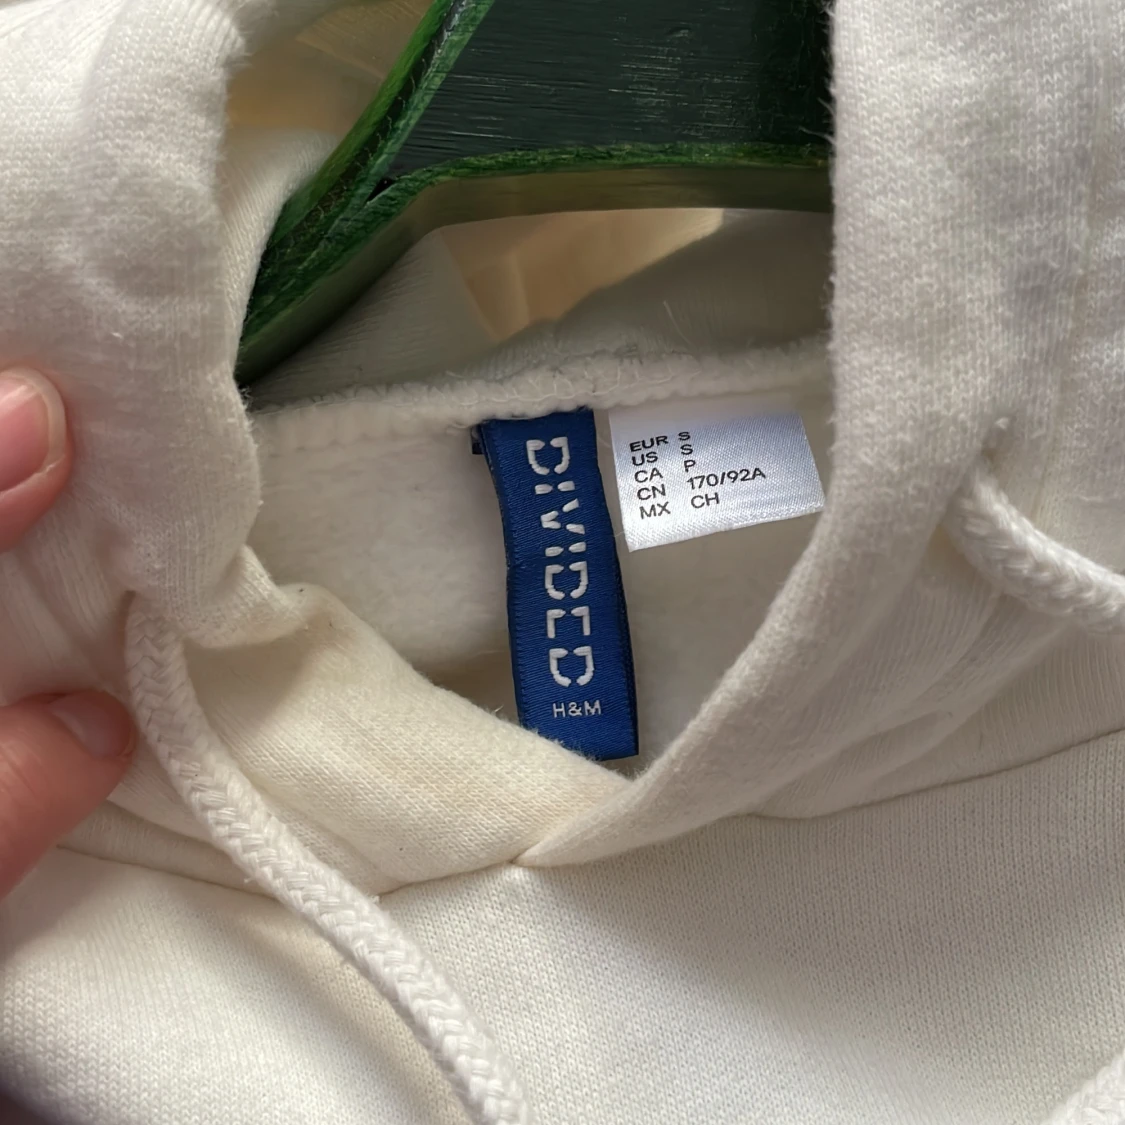 DIVIDED
H&M
EUR S
US S
CA P
CN 170/92A
MX CH